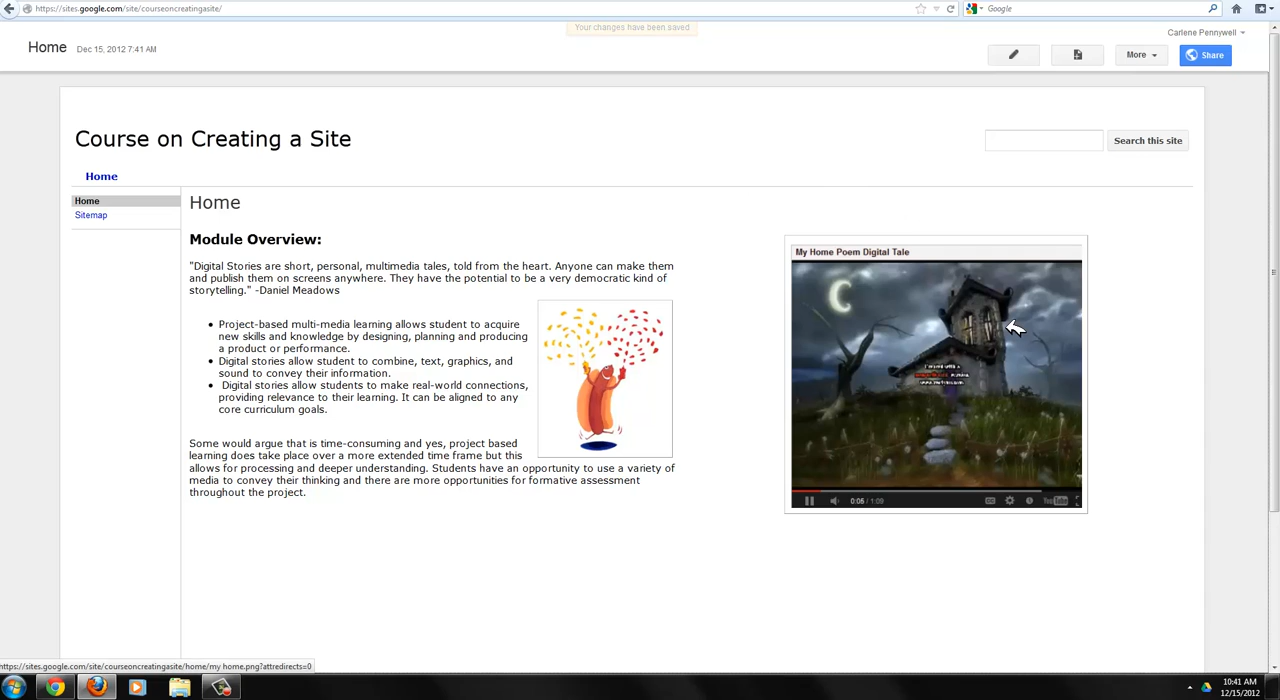 https://sites.google.com/site/courseoncreatingasite/
Google
Your changes have been saved
Carlene Pennywell
Home Dec 15, 2012 7:41 AM
More
Share
Course on Creating a Site
Search this site
Home
Home
Sitemap
Home
Module Overview:
"Digital Stories are short, personal, multimedia tales, told from the heart. Anyone can make them
and publish them on screens anywhere. They have the potential to be a very democratic kind of
storytelling." -Daniel Meadows
Project-based multi-media learning allows student to acquire
new skills and knowledge by designing, planning and producing
a product or performance.
Digital stories allow student to combine, text, graphics, and
sound to convey their information.
Digital stories allow students to make real-world connections,
providing relevance to their learning. It can be aligned to any
core curriculum goals.
Some would argue that is time-consuming and yes, project based
learning does take place over a more extended time frame but this
allows for processing and deeper understanding. Students have an opportunity to use a variety of
media to convey their thinking and there are more opportunities for formative assessment
throughout the project.
My Home Poem Digital Tale
0:05 / 1:09
CC
YouTube
https://sites.google.com/site/courseoncreatingasite/home/my home.png?attredirects=0
10:41 AM
12/15/2012